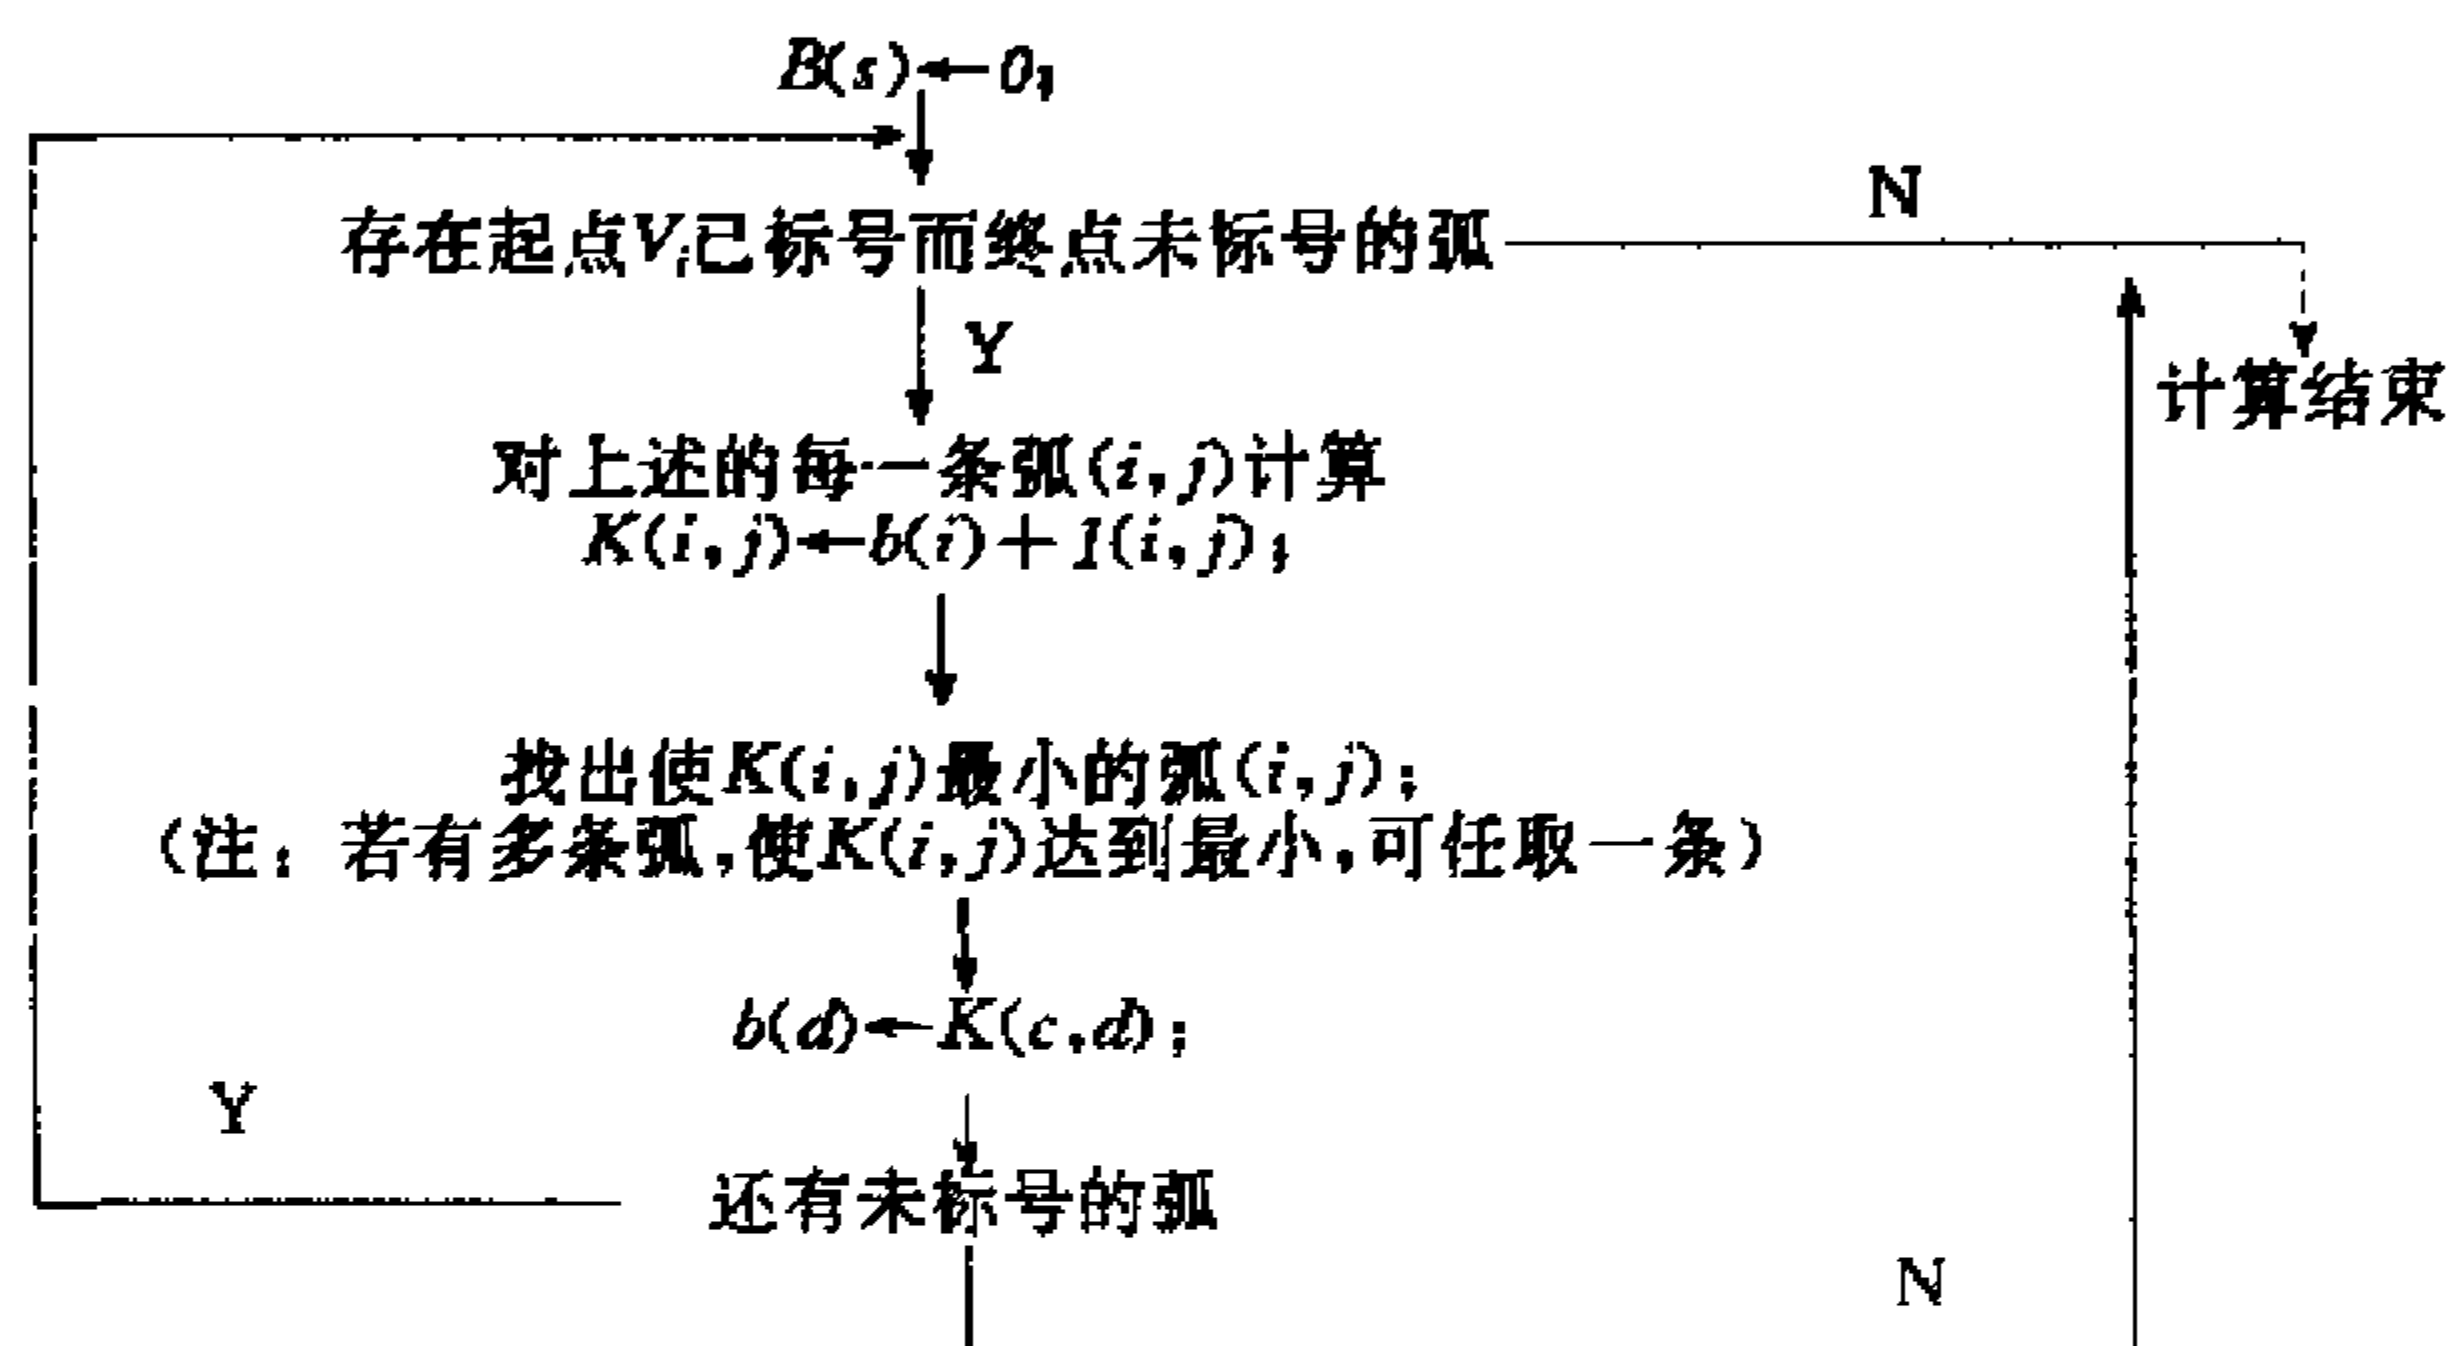 B(s)←0;
N
存在起点Vi已标号而终点未标号的弧
Y
计算结束
对上述的每一条弧(i,j)计算
K(i,j)←b(i)+l(i,j);
找出使K(i,j)最小的弧(i,j);
(注:若有多条弧,使K(i,j)达到最小,可任取一条)
b(d)←K(c,d);
Y
还有未标号的弧
N